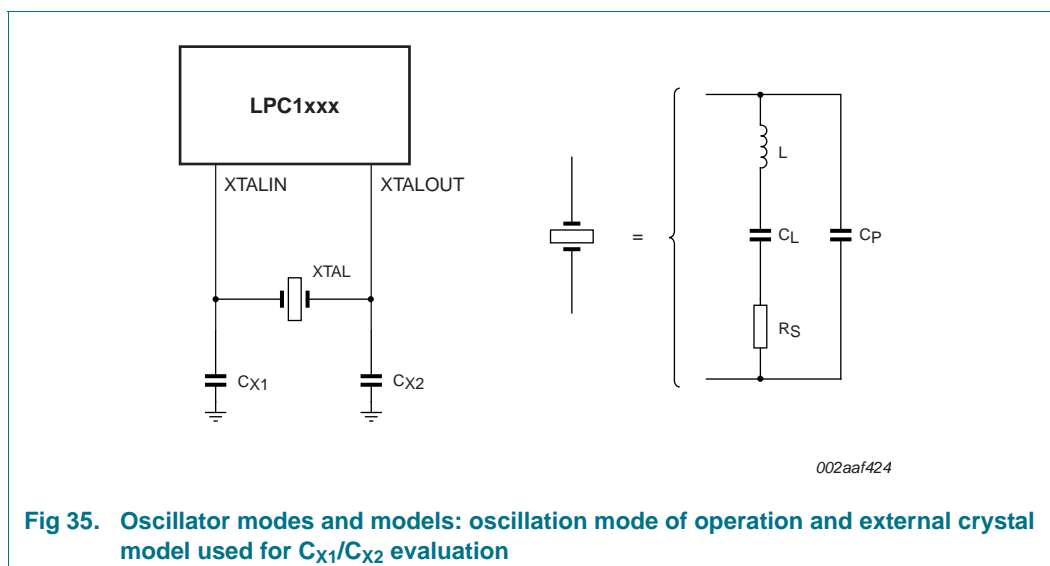 LPC1xxx
XTALIN
XTALOUT
XTAL
CX1
CX2
=
L
CL
CP
RS
002aaf424
Fig 35. Oscillator modes and models: oscillation mode of operation and external crystal
model used for CX1/CX2 evaluation